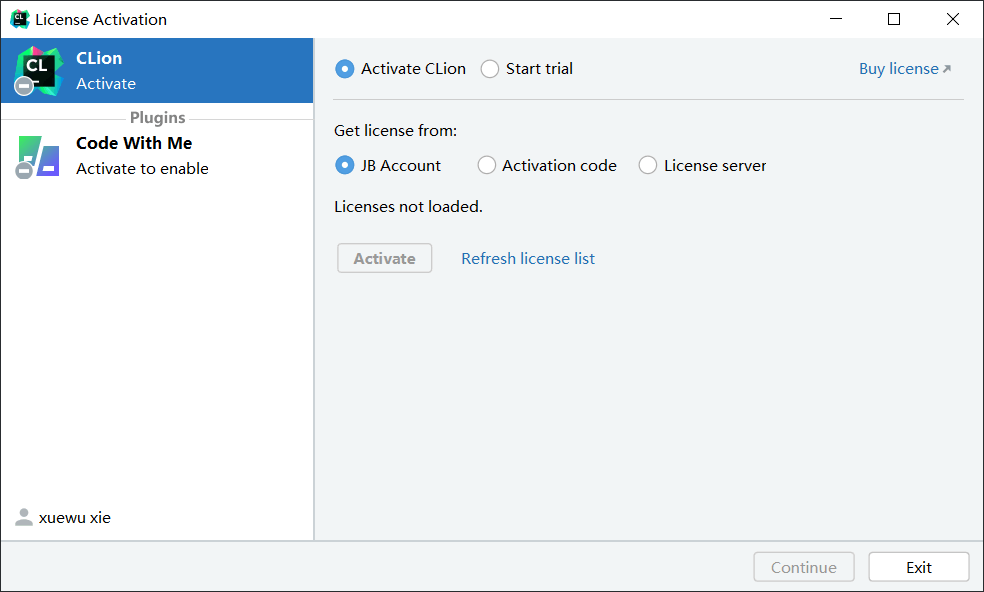 License Activation
CL
CLion
Activate
Plugins
Code With Me
Activate to enable
xuewu xie
Activate CLion Start trial Buy license
Get license from:
JB Account Activation code License server
Licenses not loaded.
Activate Refresh license list
Continue Exit